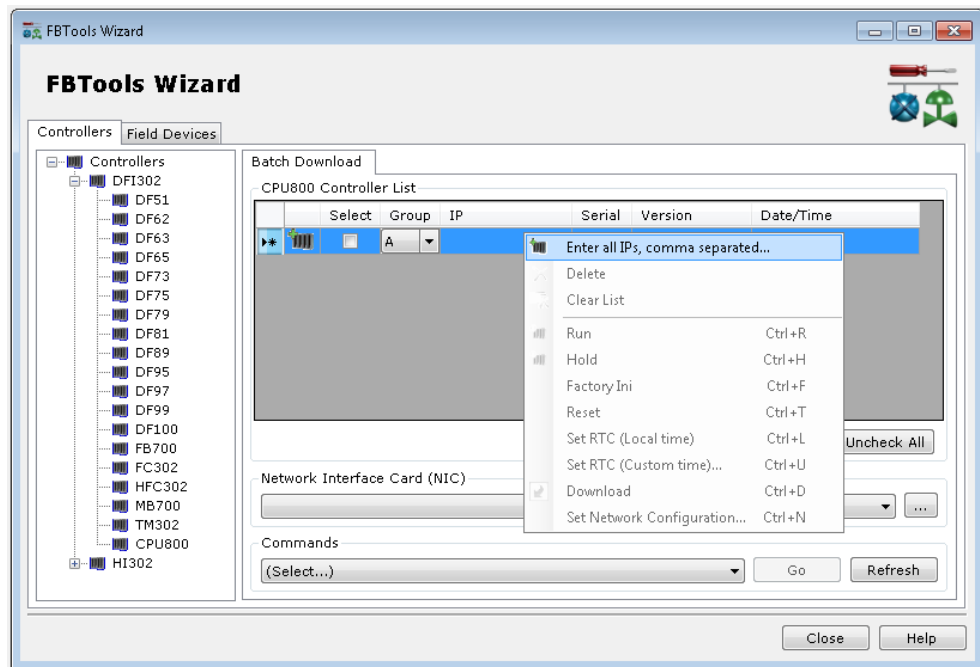 FBTools Wizard
FBTools Wizard
Controllers Field Devices
Controllers
DFI302
DF51
DF62
DF63
DF65
DF73
DF75
DF79
DF81
DF89
DF95
DF97
DF99
DF100
FB700
FC302
HFC302
MB700
TM302
CPU800
HI302
Batch Download
CPU800 Controller List
Select Group IP Serial Version Date/Time
A
Enter all IPs, comma separated...
Delete
Clear List
Run Ctrl+R
Hold Ctrl+H
Factory Ini Ctrl+F
Reset Ctrl+T
Set RTC (Local time) Ctrl+L
Set RTC (Custom time)... Ctrl+U
Download Ctrl+D
Set Network Configuration... Ctrl+N
Uncheck All
Network Interface Card (NIC)
...
Commands
(Select...) Go Refresh
Close Help